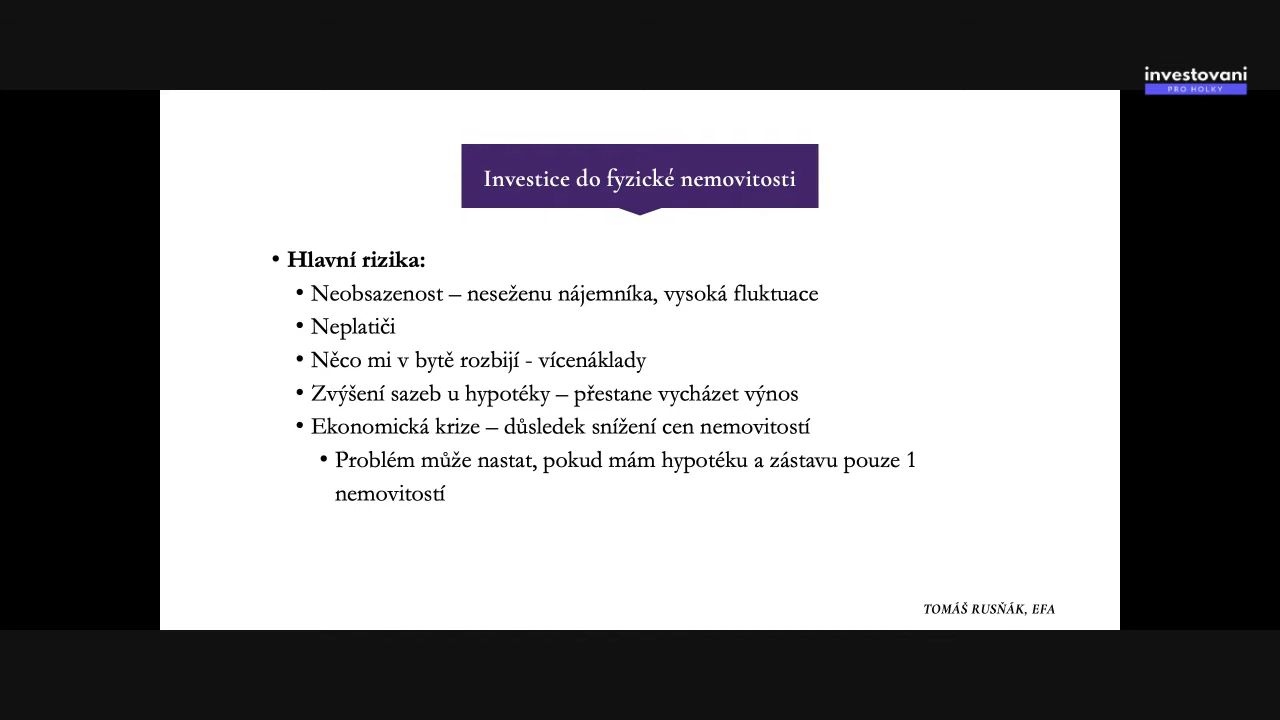 investovani
PRO HOLKY
Investice do fyzické nemovitosti
• Hlavní rizika:
• Neobsazenost – neseženu nájemníka, vysoká fluktuace
• Neplatiči
• Něco mi v bytě rozbijí - vícenáklady
• Zvýšení sazeb u hypotéky – přestane vycházet výnos
• Ekonomická krize – důsledek snížení cen nemovitostí
• Problém může nastat, pokud mám hypotéku a zástavu pouze 1
nemovitostí
TOMÁŠ RUSŇÁK, EFA